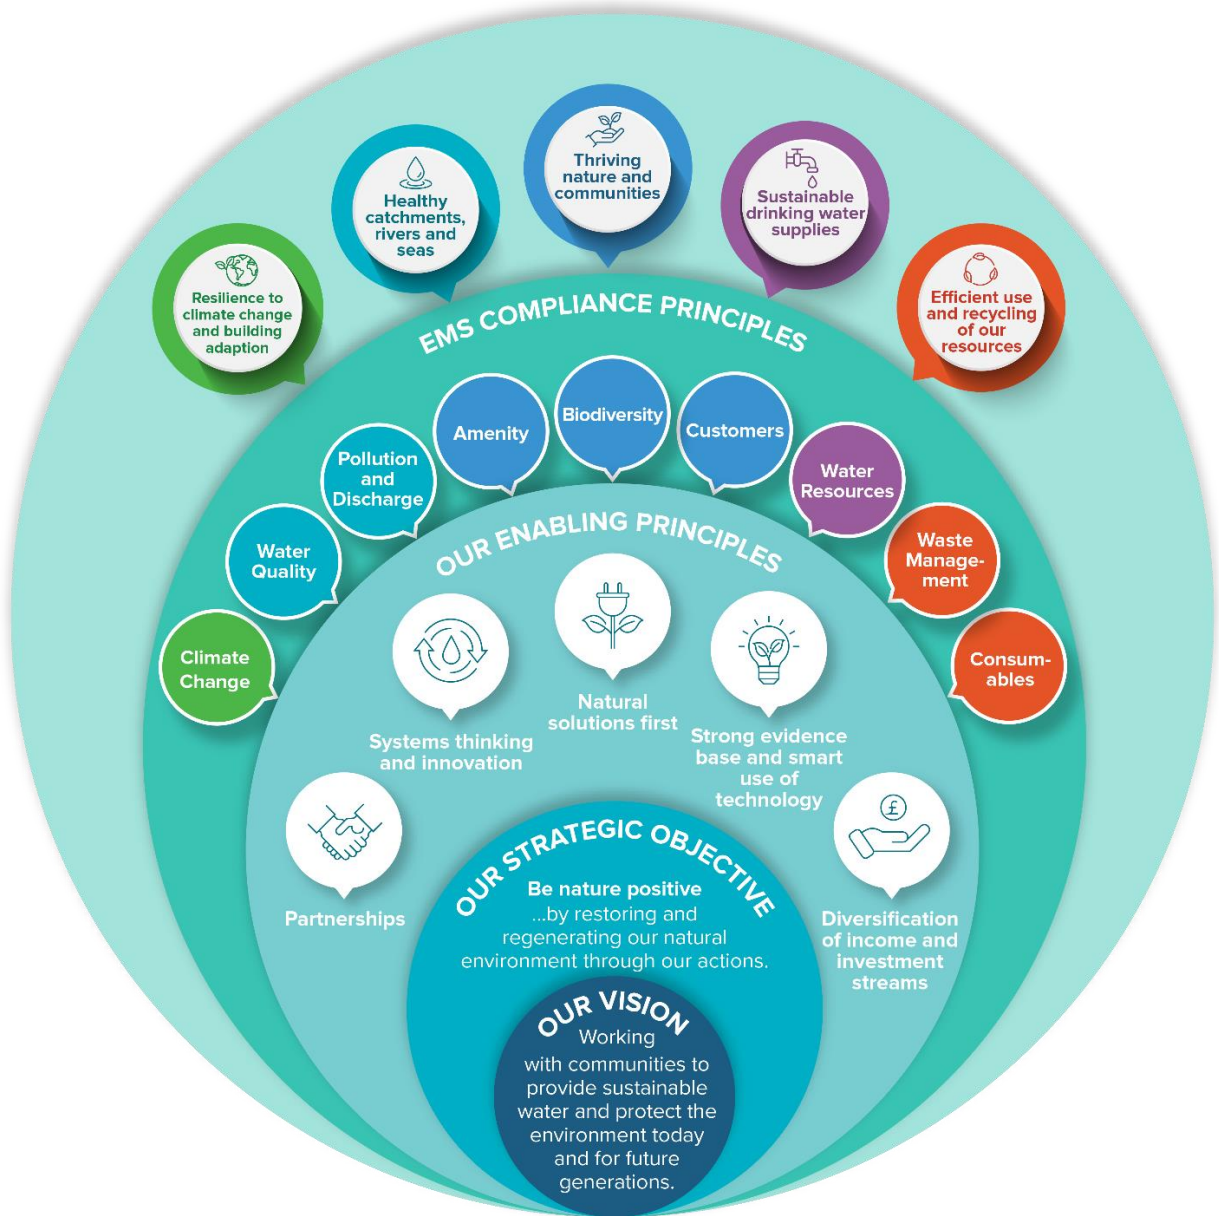 Thriving
nature and
communities
Healthy
catchments,
rivers and
seas
Sustainable
drinking water
supplies
Resilience to
climate change
and building
adaption
Efficient use
and recycling
of our
resources
EMS COMPLIANCE PRINCIPLES
Climate
Change
Water
Quality
Pollution
and
Discharge
Amenity
Biodiversity
Customers
Water
Resources
Waste
Manage-
ment
Consum-
ables
OUR ENABLING PRINCIPLES
Partnerships
Systems thinking
and innovation
Natural
solutions first
Strong evidence
base and smart
use of
technology
£
Diversification
of income and
investment
streams
OUR STRATEGIC OBJECTIVE
Be nature positive
...by restoring and
regenerating our natural
environment through our actions.
OUR VISION
Working
with communities to
provide sustainable
water and protect the
environment today
and for future
generations.